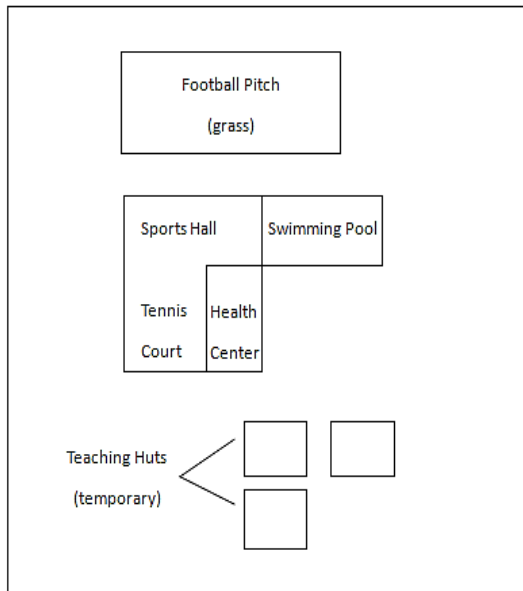 Football Pitch
(grass)
Sports Hall
Swimming Pool
Tennis
Court
Health
Center
Teaching Huts
(temporary)